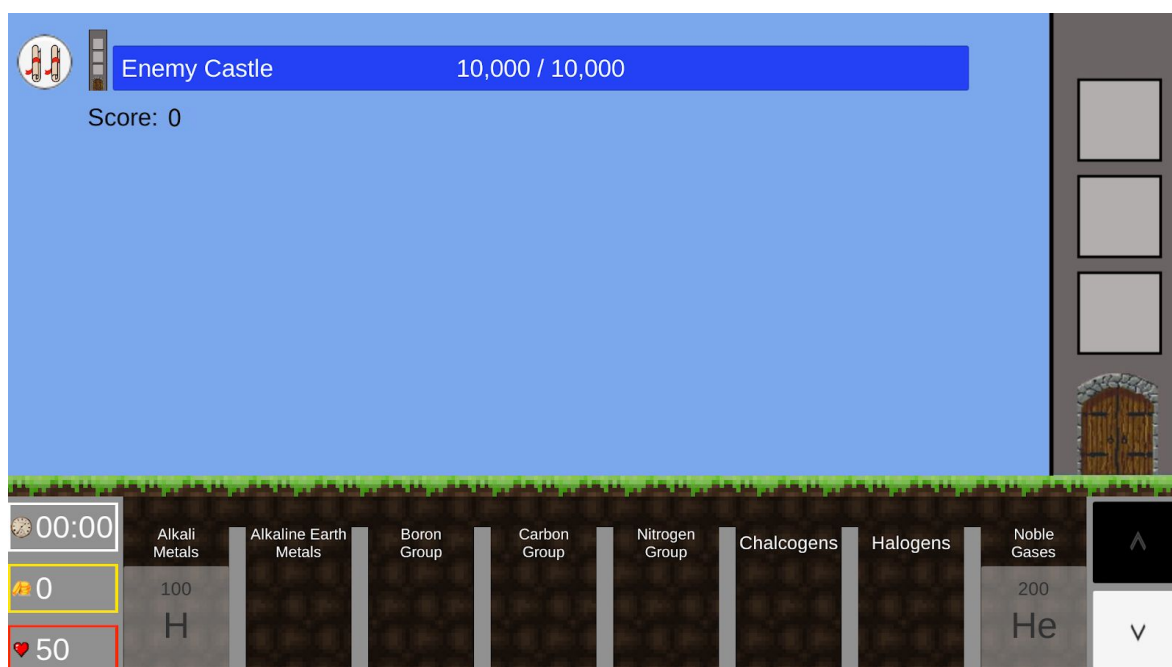 Enemy Castle 10,000 / 10,000
Score: 0
00:00
0
50
Alkali
Metals
Alkaline Earth
Metals
Boron
Group
Carbon
Group
Nitrogen
Group
Chalcogens
Halogens
Noble
Gases
100
H
200
He